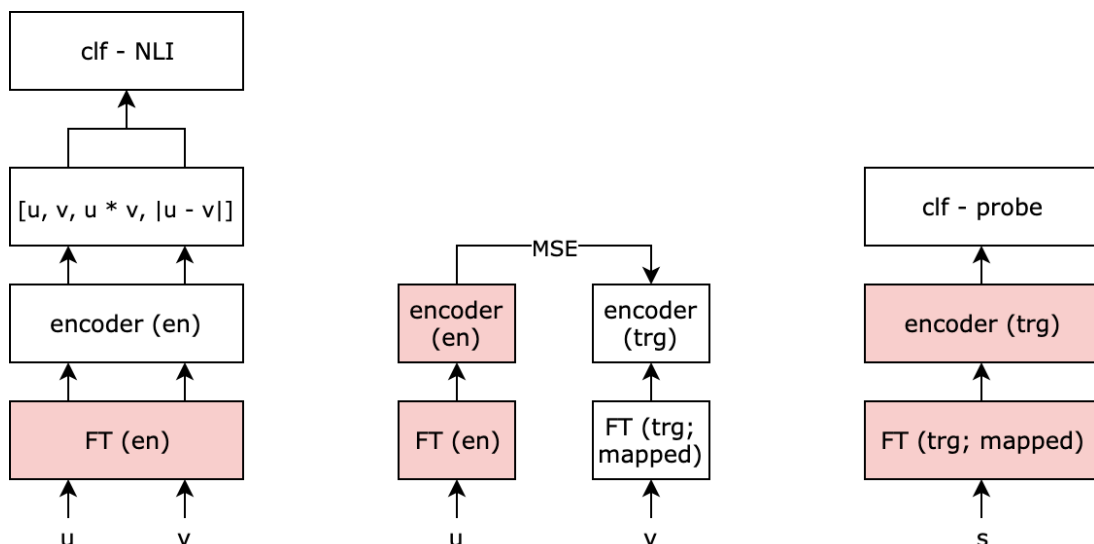 clf - NLI
[u, v, u * v, |u - v|]
encoder (en)
FT (en)
u v
MSE
encoder
(en)
encoder
(trg)
FT (en)
FT (trg;
mapped)
u v
clf - probe
encoder (trg)
FT (trg; mapped)
s